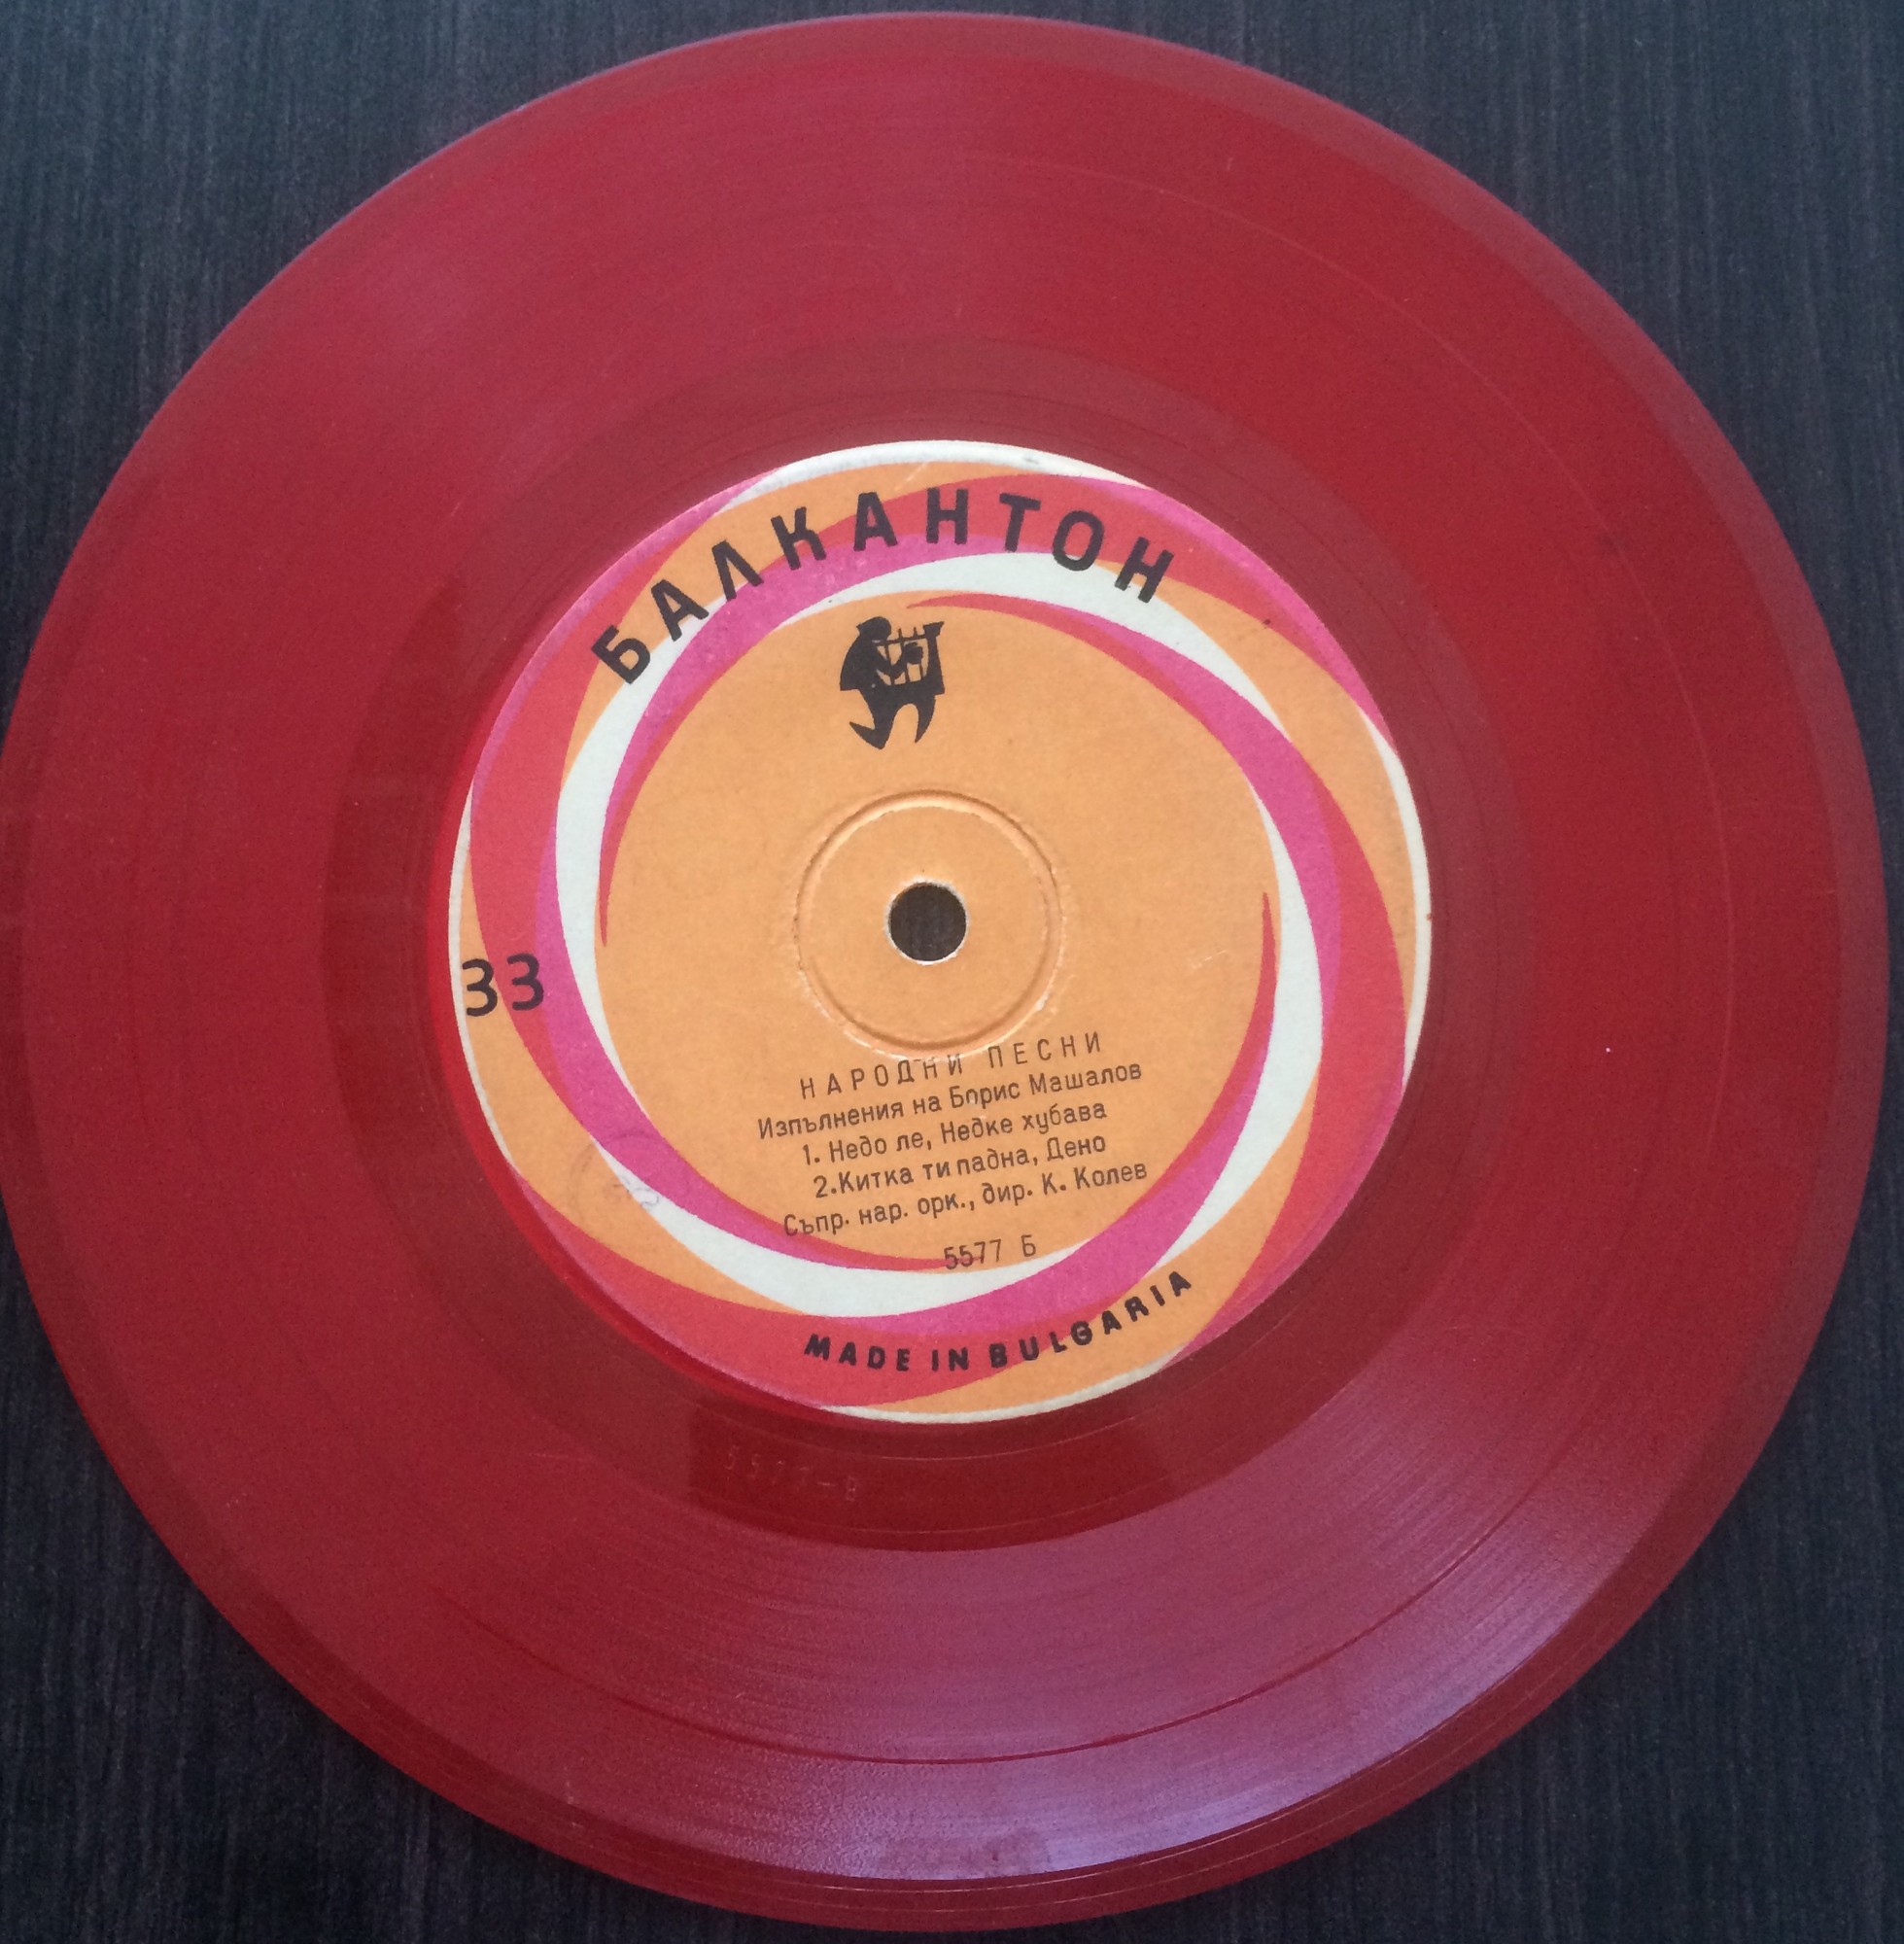 БАЛКАНТОН
33
НАРОДНИ ПЕСНИ
Изпълнения на Борис Машалов
1. Недо ле, Недке хубава
2.Китка ти падна, Дено
Съпр. нар. орк., дир. К. Колев
5577 Б
MADE IN BULGARIA
5577-B